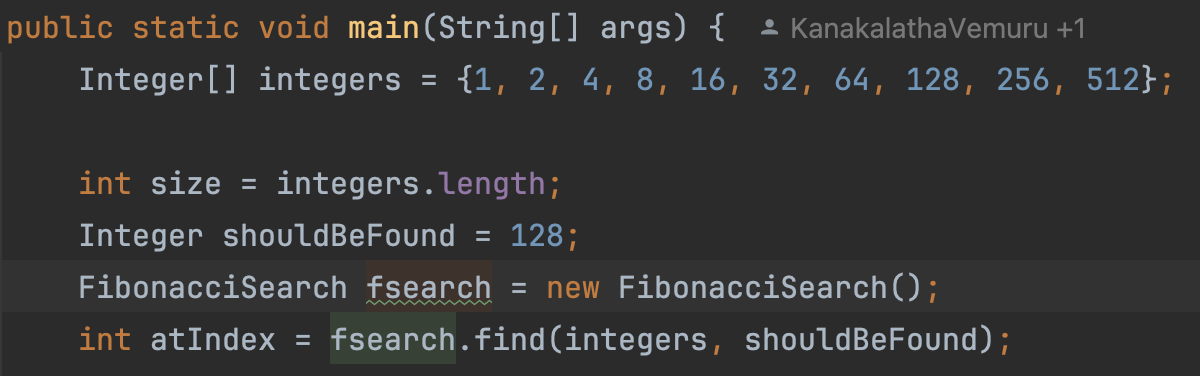 public static void main(String[] args) { KanakalathaVemuru +1
Integer[] integers = {1, 2, 4, 8, 16, 32, 64, 128, 256, 512};
int size = integers.length;
Integer shouldBeFound = 128;
FibonacciSearch fsearch = new FibonacciSearch();
int atIndex = fsearch.find(integers, shouldBeFound);